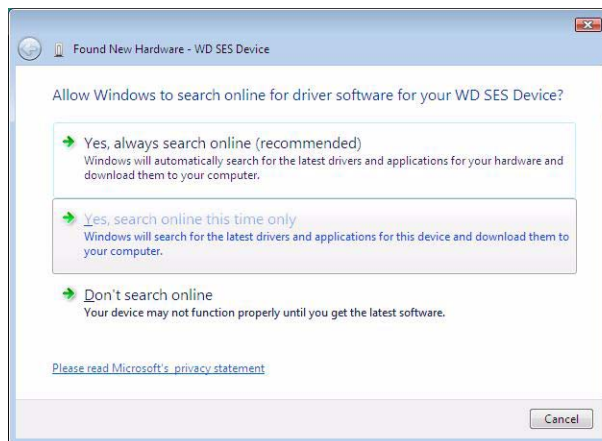 Found New Hardware - WD SES Device
Allow Windows to search online for driver software for your WD SES Device?
Yes, always search online (recommended)
Windows will automatically search for the latest drivers and applications for your hardware and
download them to your computer.
Yes, search online this time only
Windows will search for the latest drivers and applications for this device and download them to
your computer.
Don't search online
Your device may not function properly until you get the latest software.
Please read Microsoft's privacy statement
Cancel